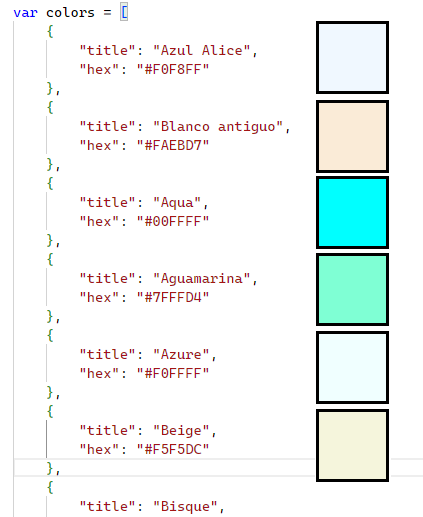 var colors = [
{
"title": "Azul Alice",
"hex": "#F0F8FF"
},
{
"title": "Blanco antiguo",
"hex": "#FAEBD7"
},
{
"title": "Aqua",
"hex": "#00FFFF"
},
{
"title": "Aguamarina",
"hex": "#7FFFD4"
},
{
"title": "Azure",
"hex": "#F0FFFF"
},
{
"title": "Beige",
"hex": "#F5F5DC"
},
{
"title": "Bisque",